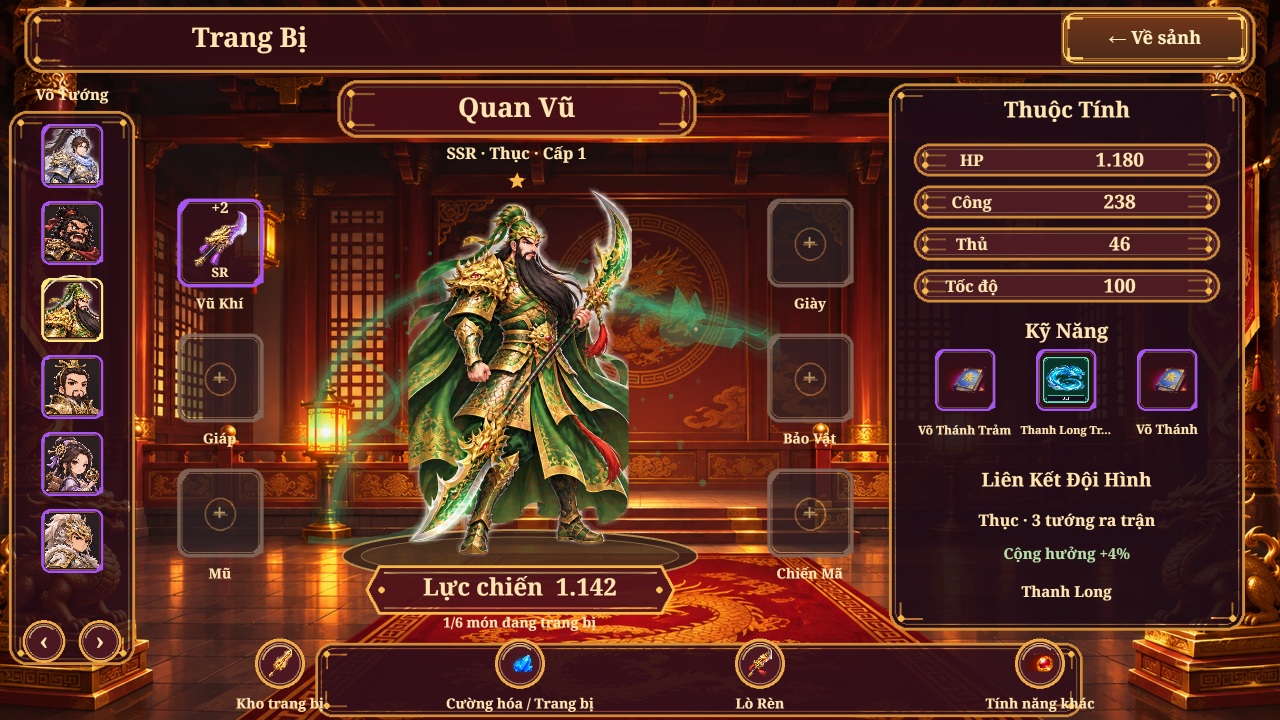 Trang Bị
← Về sảnh
Võ Tướng
Quan Vũ
SSR · Thục · Cấp 1
+2
SR
Vũ Khí
Giáp
Mũ
Giày
Bảo Vật
Chiến Mã
Lực chiến 1.142
1/6 món đang trang bị
Thuộc Tính
HP 1.180
Công 238
Thủ 46
Tốc độ 100
Kỹ Năng
Võ Thánh Trảm
Thanh Long Tr...
Võ Thánh
Liên Kết Đội Hình
Thục · 3 tướng ra trận
Cộng hưởng +4%
Thanh Long
Kho trang bị
Cường hóa / Trang bị
Lò Rèn
Tính năng khác